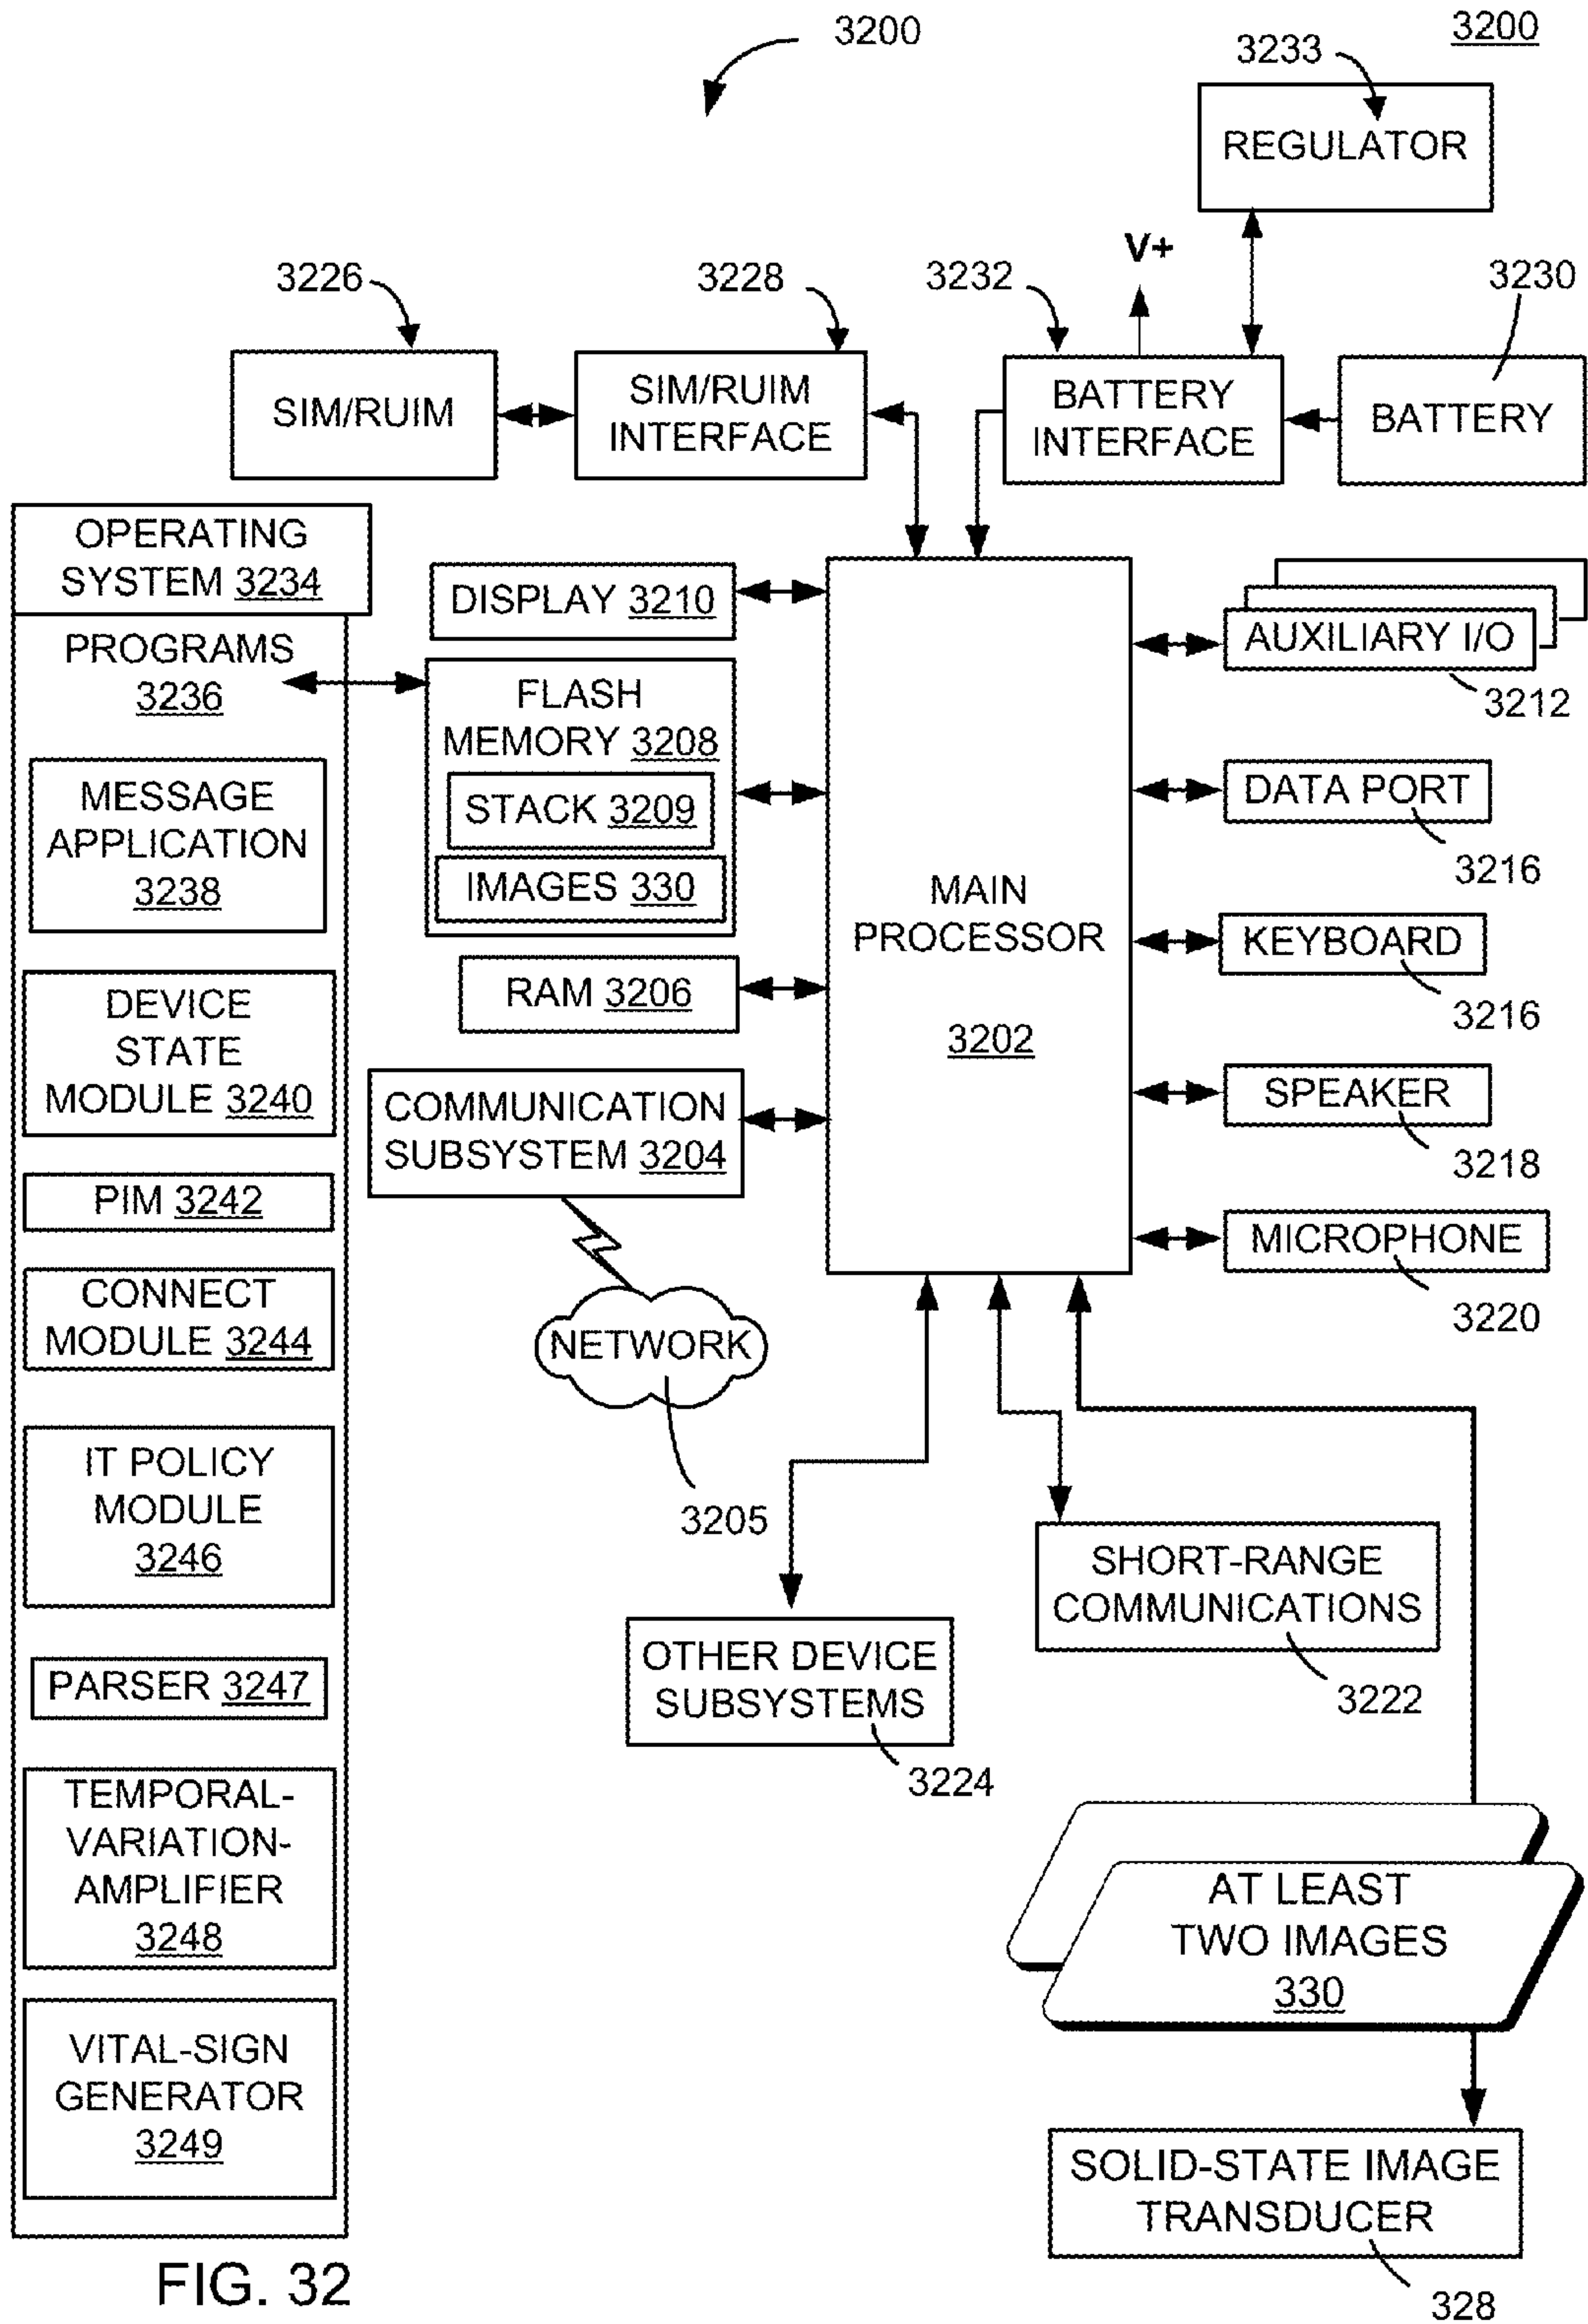 3200
3200
3233
REGULATOR
V+
3226
3228
3232
3230
SIM/RUIM
SIM/RUIM
INTERFACE
BATTERY
INTERFACE
BATTERY
OPERATING
SYSTEM 3234
PROGRAMS
3236
MESSAGE
APPLICATION
3238
DEVICE
STATE
MODULE 3240
PIM 3242
CONNECT
MODULE 3244
IT POLICY
MODULE
3246
PARSER 3247
TEMPORAL-
VARIATION-
AMPLIFIER
3248
VITAL-SIGN
GENERATOR
3249
DISPLAY 3210
FLASH
MEMORY 3208
STACK 3209
IMAGES 330
RAM 3206
COMMUNICATION
SUBSYSTEM 3204
NETWORK
3205
MAIN
PROCESSOR
3202
AUXILIARY I/O
3212
DATA PORT
3216
KEYBOARD
3216
SPEAKER
3218
MICROPHONE
3220
SHORT-RANGE
COMMUNICATIONS
3222
OTHER DEVICE
SUBSYSTEMS
3224
AT LEAST
TWO IMAGES
330
SOLID-STATE IMAGE
TRANSDUCER
328
FIG. 32